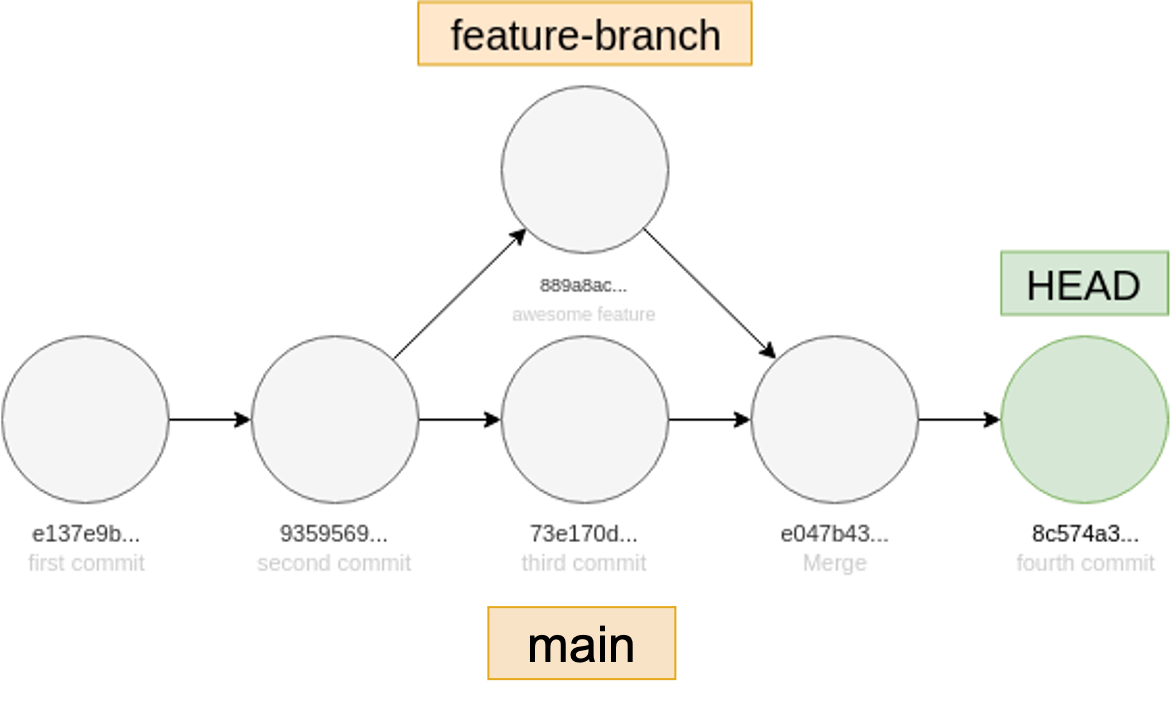 feature-branch
889a8ac...
awesome feature
HEAD
e137e9b...
first commit
9359569...
second commit
73e170d...
third commit
e047b43...
Merge
8c574a3...
fourth commit
main